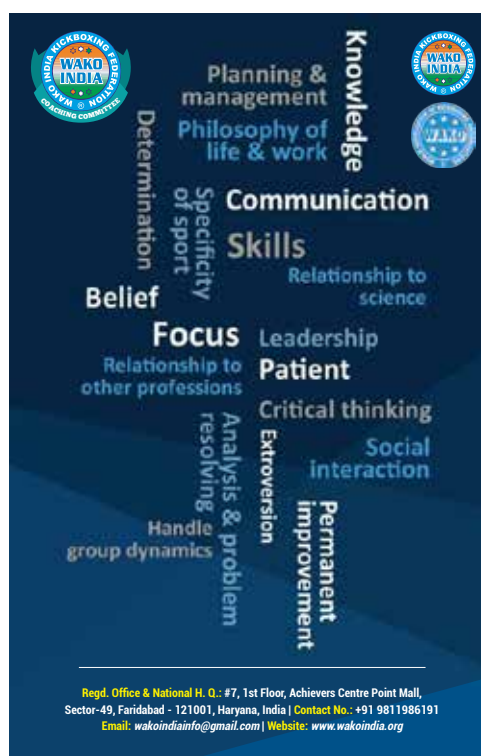 WAKO INDIA KICKBOXING FEDERATION
WAKO
INDIA
COACHING COMMITTEE
WAKO INDIA KICKBOXING FEDERATION
WAKO
INDIA
WAKO
Knowledge
Planning &
management
Philosophy of
life & work
Determination
Specificity
of sport
Communication
Skills
Relationship to
science
Belief
Focus
Leadership
Relationship to
other professions
Patient
Critical thinking
Analysis & problem
resolving
Extroversion
Social
interaction
Handle
group dynamics
Permanent
improvement
Regd. Office & National H. Q.: #7, 1st Floor, Achievers Centre Point Mall,
Sector-49, Faridabad - 121001, Haryana, India | Contact No.: +91 9811986191
Email: wakoindiainfo@gmail.com | Website: www.wakoindia.org